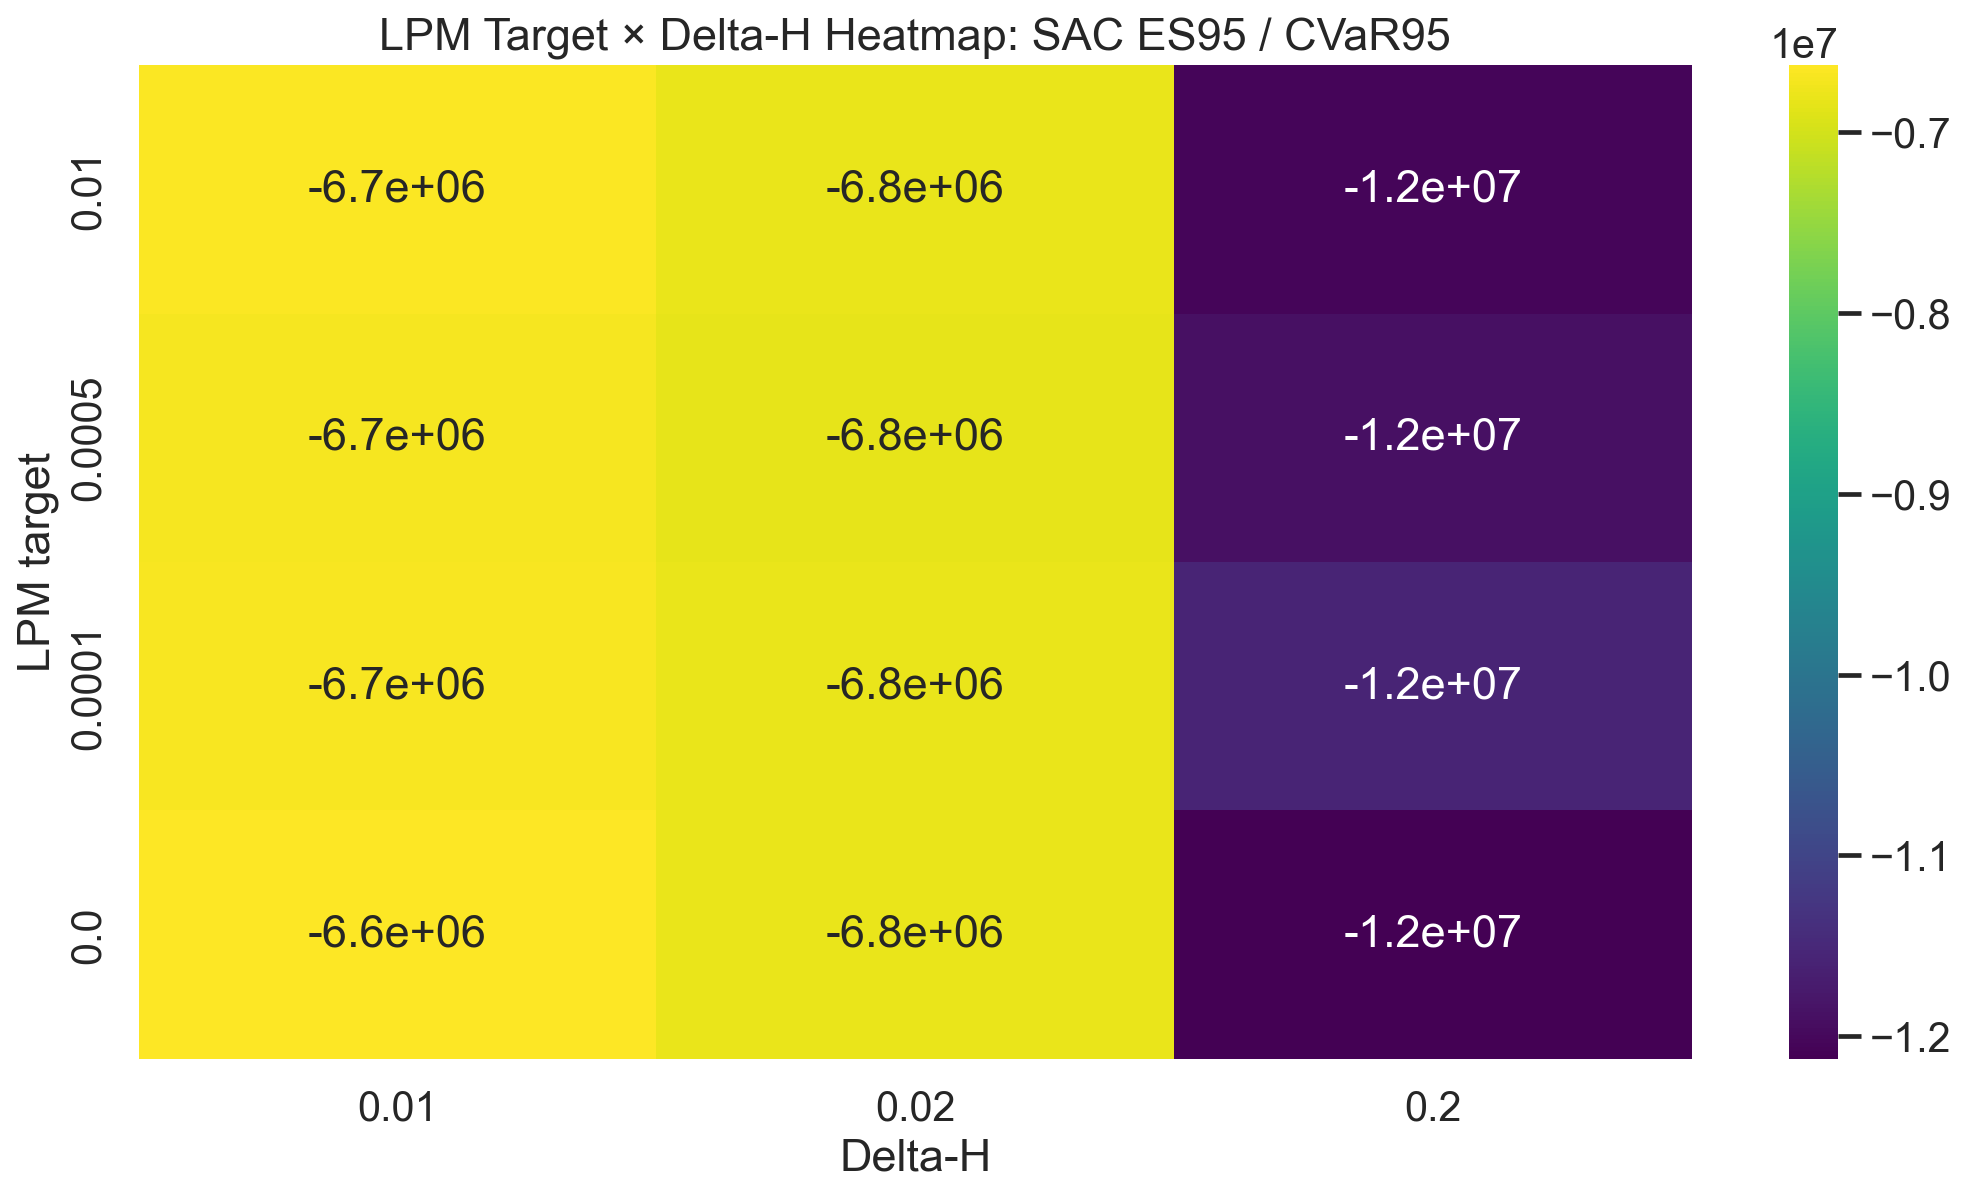 LPM Target × Delta-H Heatmap: SAC ES95 / CVaR95
1e7
LPM target
0.01
-6.7e+06
-6.8e+06
-1.2e+07
0.0005
-6.7e+06
-6.8e+06
-1.2e+07
0.0001
-6.7e+06
-6.8e+06
-1.2e+07
0.0
-6.6e+06
-6.8e+06
-1.2e+07
0.01
0.02
0.2
Delta-H
−0.7
−0.8
−0.9
−1.0
−1.1
−1.2